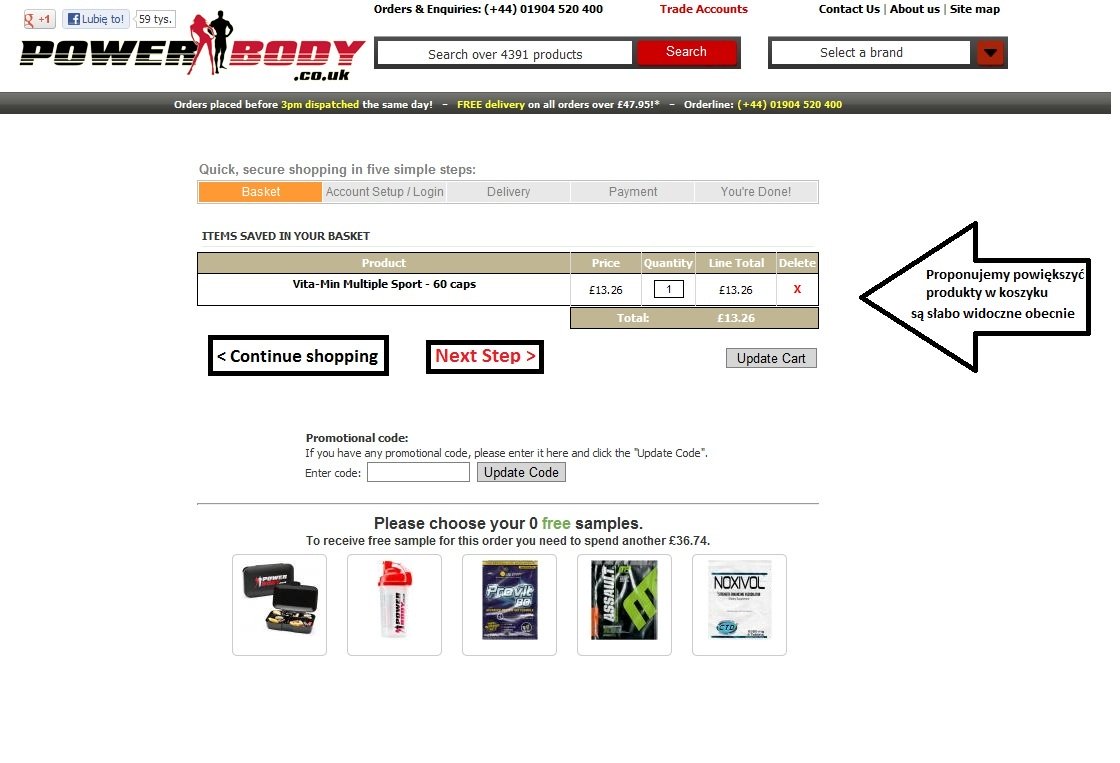 +1
Lubię to!
59 tys.
Orders & Enquiries: (+44) 01904 520 400
Trade Accounts
Contact Us | About us | Site map
POWER BODY
.co.uk
Search over 4391 products
Search
Select a brand
Orders placed before 3pm dispatched the same day! – FREE delivery on all orders over £47.95!* – Orderline: (+44) 01904 520 400
Quick, secure shopping in five simple steps:
Basket
Account Setup / Login
Delivery
Payment
You're Done!
ITEMS SAVED IN YOUR BASKET
Product
Price
Quantity
Line Total
Delete
Vita-Min Multiple Sport - 60 caps
£13.26
1
£13.26
X
Total:
£13.26
Proponujemy powiększyć
produkty w koszyku
są słabo widoczne obecnie
< Continue shopping
Next Step >
Update Cart
Promotional code:
If you have any promotional code, please enter it here and click the "Update Code".
Enter code:
Update Code
Please choose your 0 free samples.
To receive free sample for this order you need to spend another £36.74.
POWER
BODY
POWER
BODY
Provit
80
ASSAULT
NOXIVOL
CTD